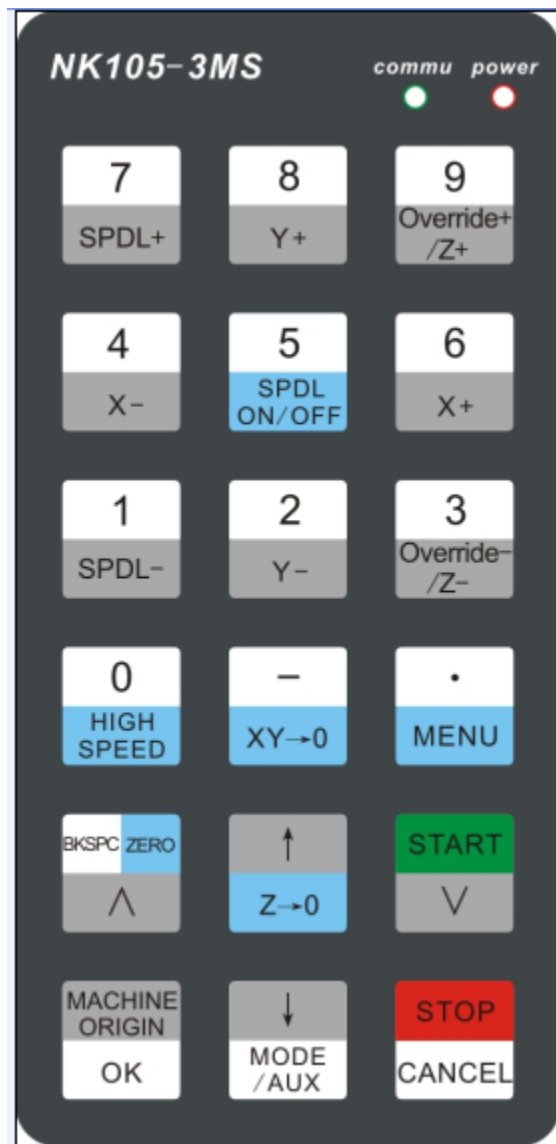 NK105-3MS
commu power
7 8 9
SPDL+ Y+ Override+
/Z+
4 5 6
X- SPDL
ON/OFF X+
1 2 3
SPDL- Y- Override-
/Z-
0 - .
HIGH
SPEED XY→0 MENU
BKSPC ZERO ↑ START
∧ Z→0 ∨
MACHINE
ORIGIN ↓ STOP
OK MODE
/AUX CANCEL